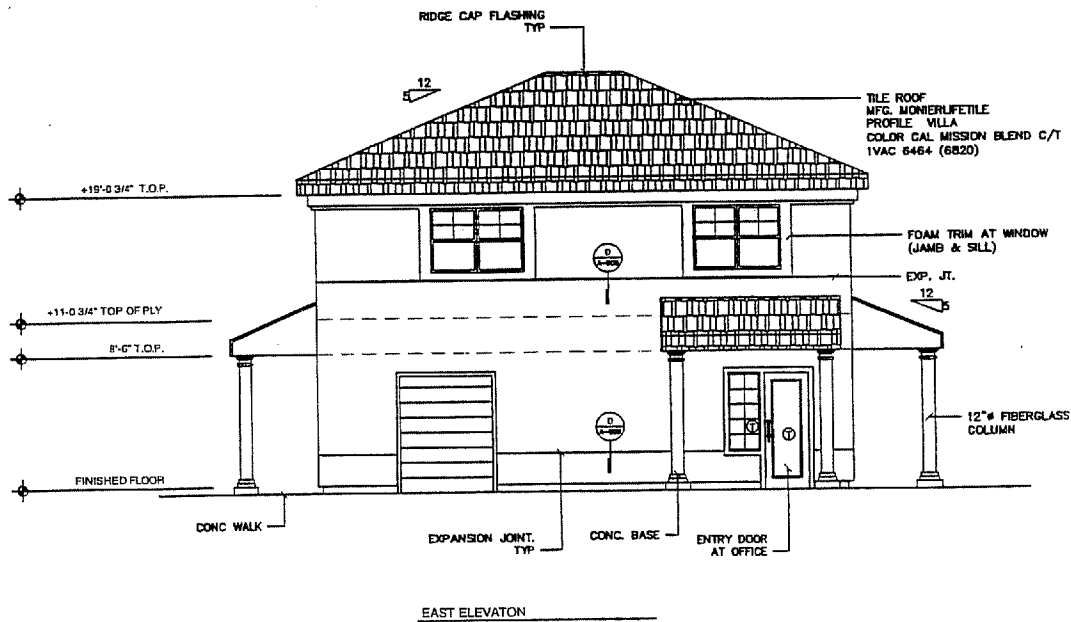 RIDGE CAP FLASHING
TYP
12
5
TILE ROOF
MFG. MONIERLIFETILE
PROFILE VILLA
COLOR CAL MISSION BLEND C/T
1VAC 6464 (6820)
+19'-0 3/4" T.O.P.
FOAM TRIM AT WINDOW
(JAMB & SILL)
D
EXP. JT.
12
5
+11-0 3/4" TOP OF PLY
8'-6" T.O.P.
D
T
T
12"ø FIBERGLASS
COLUMN
FINISHED FLOOR
CONC WALK
EXPANSION JOINT.
TYP
CONC. BASE
ENTRY DOOR
AT OFFICE
EAST ELEVATON